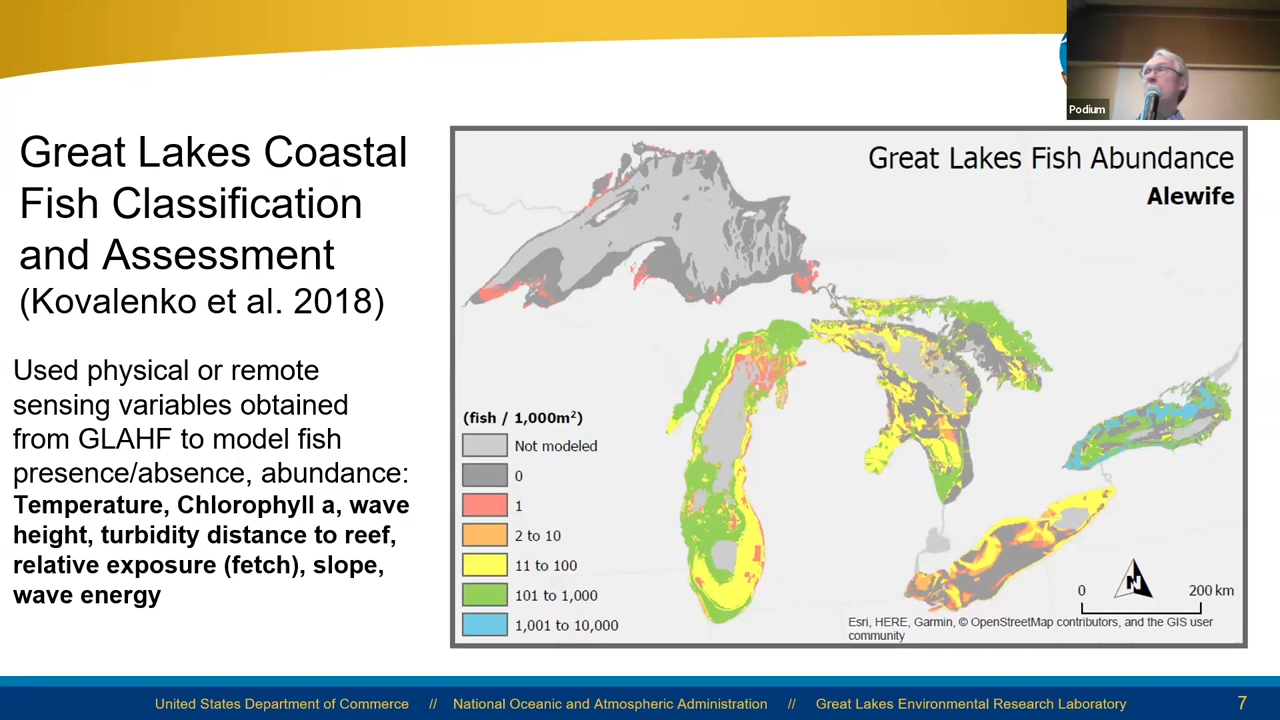 Podium
Great Lakes Coastal
Fish Classification
and Assessment
(Kovalenko et al. 2018)
Used physical or remote
sensing variables obtained
from GLAHF to model fish
presence/absence, abundance:
Temperature, Chlorophyll a, wave
height, turbidity distance to reef,
relative exposure (fetch), slope,
wave energy
Great Lakes Fish Abundance
Alewife
(fish / 1,000m²)
Not modeled
0
1
2 to 10
11 to 100
101 to 1,000
1,001 to 10,000
N
0 200 km
Esri, HERE, Garmin, © OpenStreetMap contributors, and the GIS user
community
United States Department of Commerce // National Oceanic and Atmospheric Administration // Great Lakes Environmental Research Laboratory
7